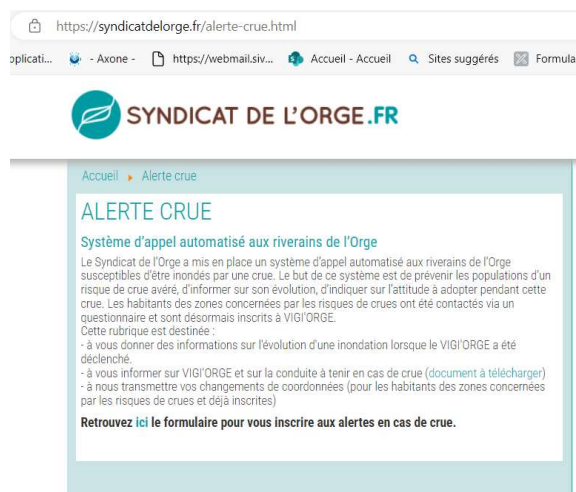 https://syndicatdelorge.fr/alerte-crue.html
- Axone - https://webmail.siv... Accueil - Accueil Sites suggérés Formula
SYNDICAT DE L'ORGE.FR
Accueil Alerte crue
ALERTE CRUE
Système d'appel automatisé aux riverains de l'Orge
Le Syndicat de l'Orge a mis en place un système d'appel automatisé aux riverains de l'Orge
susceptibles d'être inondés par une crue. Le but de ce système est de prévenir les populations d'un
risque de crue avéré, d'informer sur son évolution, d'indiquer sur l'attitude à adopter pendant cette
crue. Les habitants des zones concernées par les risques de crues ont été contactés via un
questionnaire et sont désormais inscrits à VIGI'ORGE.
Cette rubrique est destinée :
- à vous donner des informations sur l'évolution d'une inondation lorsque le VIGI'ORGE a été
déclenché.
- à vous informer sur VIGI'ORGE et sur la conduite à tenir en cas de crue (document à télécharger)
- à nous transmettre vos changements de coordonnées (pour les habitants des zones concernées
par les risques de crues et déjà inscrites)
Retrouvez ici le formulaire pour vous inscrire aux alertes en cas de crue.